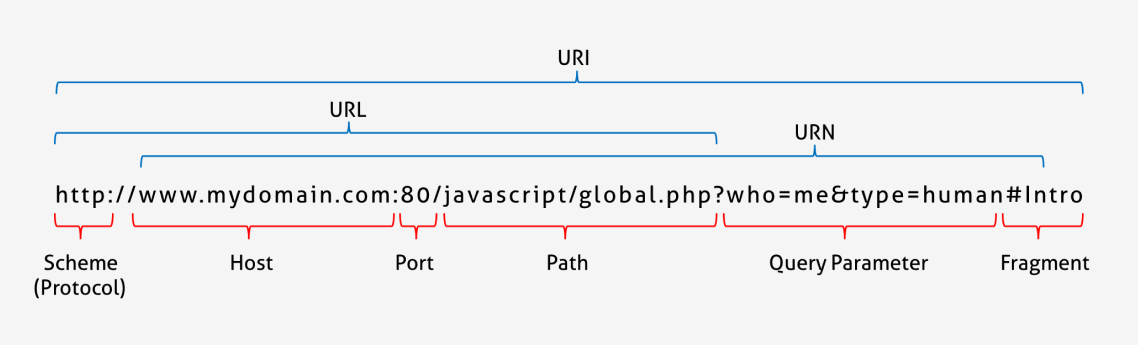 URI
URL
URN
http://www.mydomain.com:80/javascript/global.php?who=me&type=human#Intro
Scheme
(Protocol)
Host
Port
Path
Query Parameter
Fragment